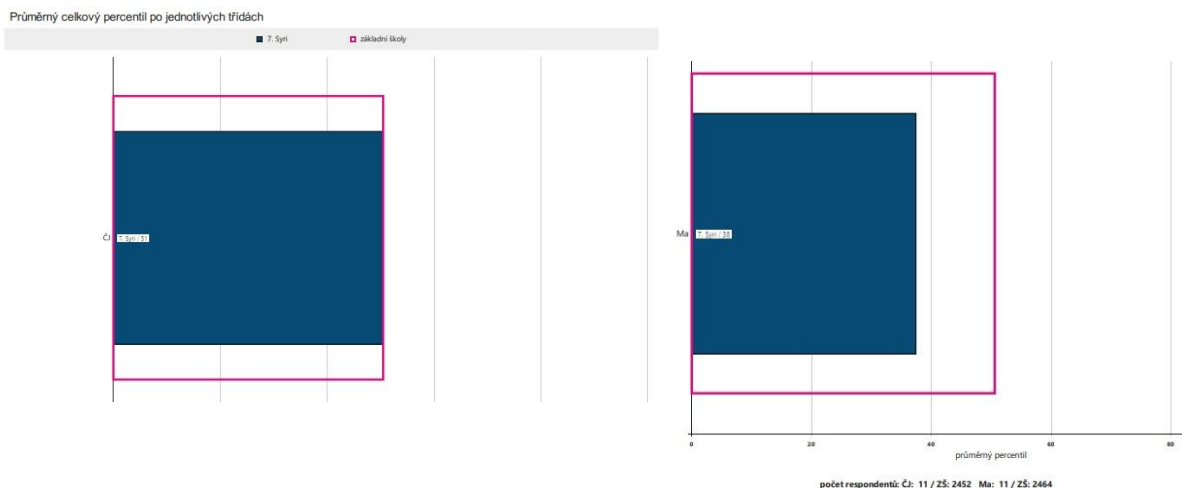 Průměrný celkový percentil po jednotlivých třídách
7. Syri základní školy
ČJ 7. Syri / 51
Ma 7. Syri / 38
0 20 40 60 80
průměrný percentil
počet respondentů: ČJ: 11 / ZŠ: 2452 Ma: 11 / ZŠ: 2464